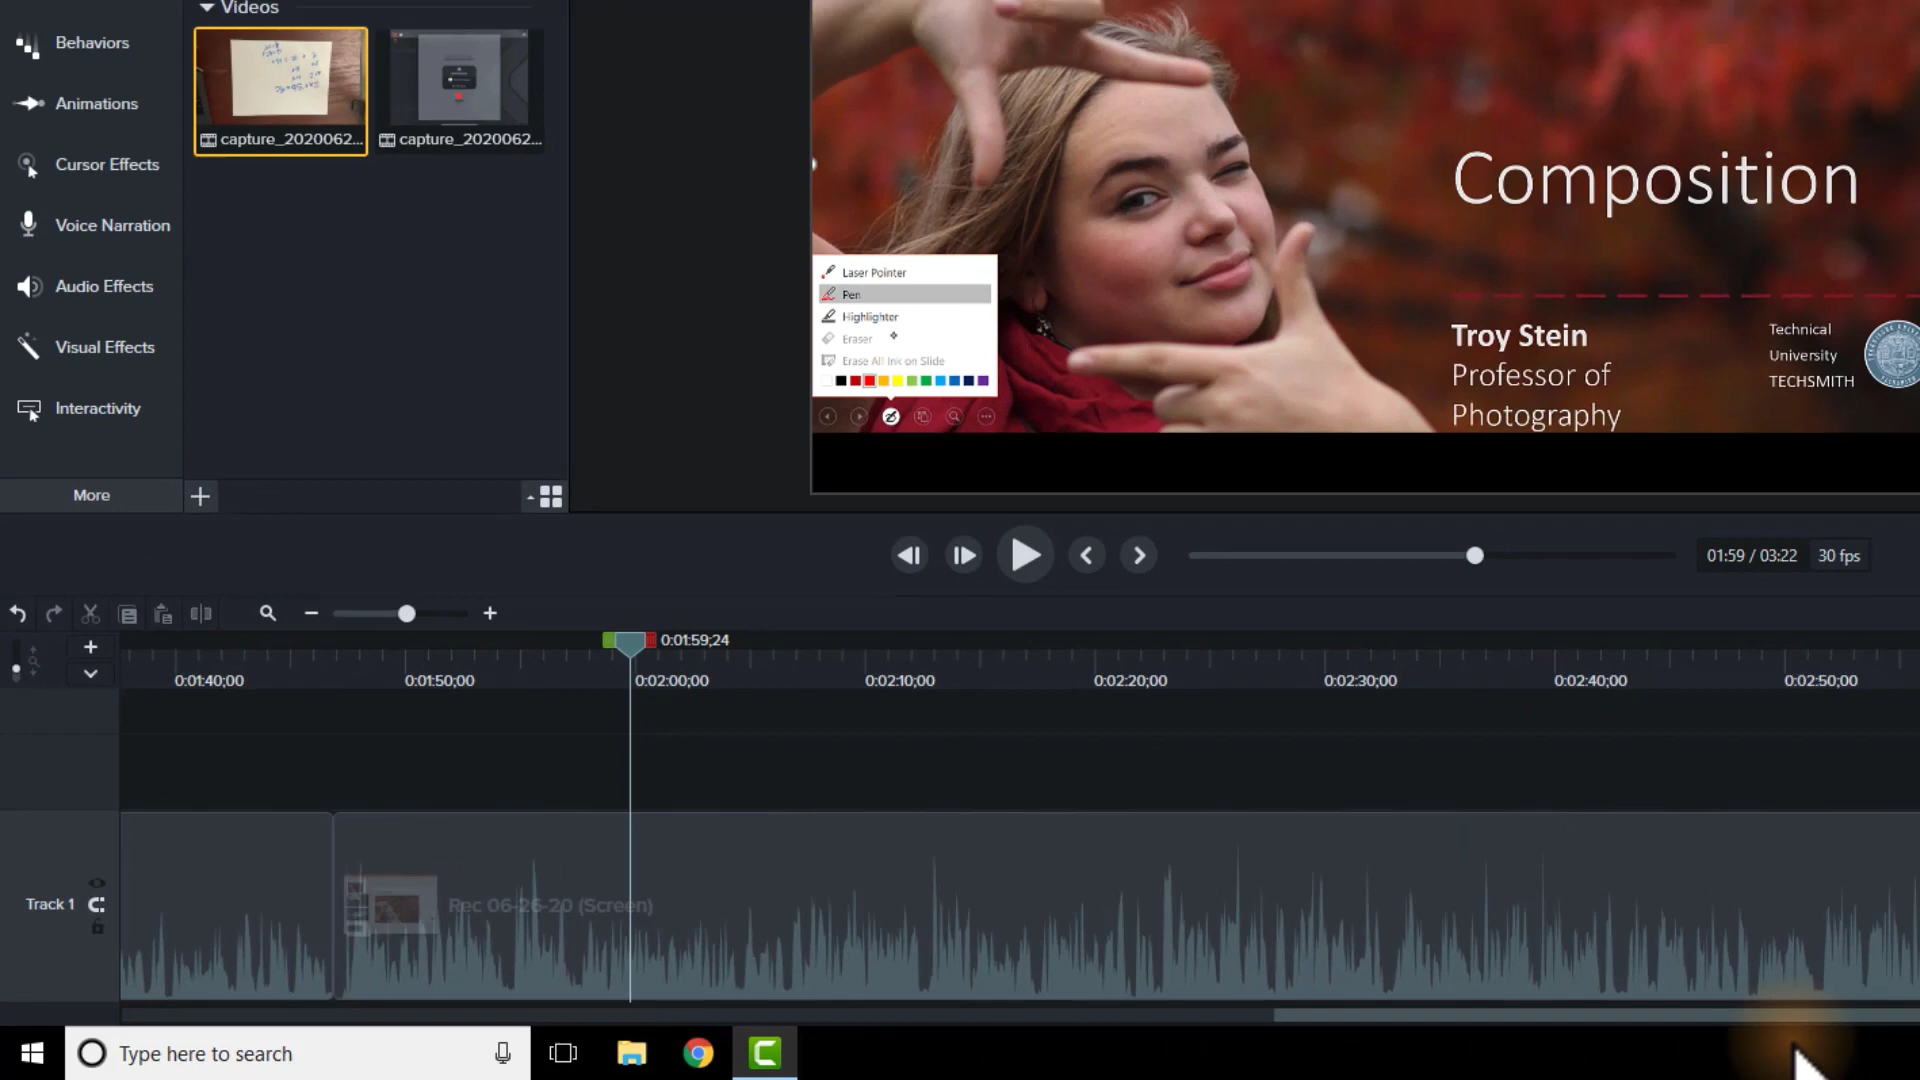 Videos
Behaviors
Animations
Cursor Effects
Voice Narration
Audio Effects
Visual Effects
Interactivity
More
capture_2020062...
capture_2020062...
Composition
Troy Stein
Professor of
Photography
Technical
University
TECHSMITH
Laser Pointer
Pen
Highlighter
Eraser
Erase All Ink on Slide
01:59 / 03:22
30 fps
0:01:59;24
0:01:40;00
0:01:50;00
0:02:00;00
0:02:10;00
0:02:20;00
0:02:30;00
0:02:40;00
0:02:50;00
Track 1
Rec 06-26-20 (Screen)
Type here to search